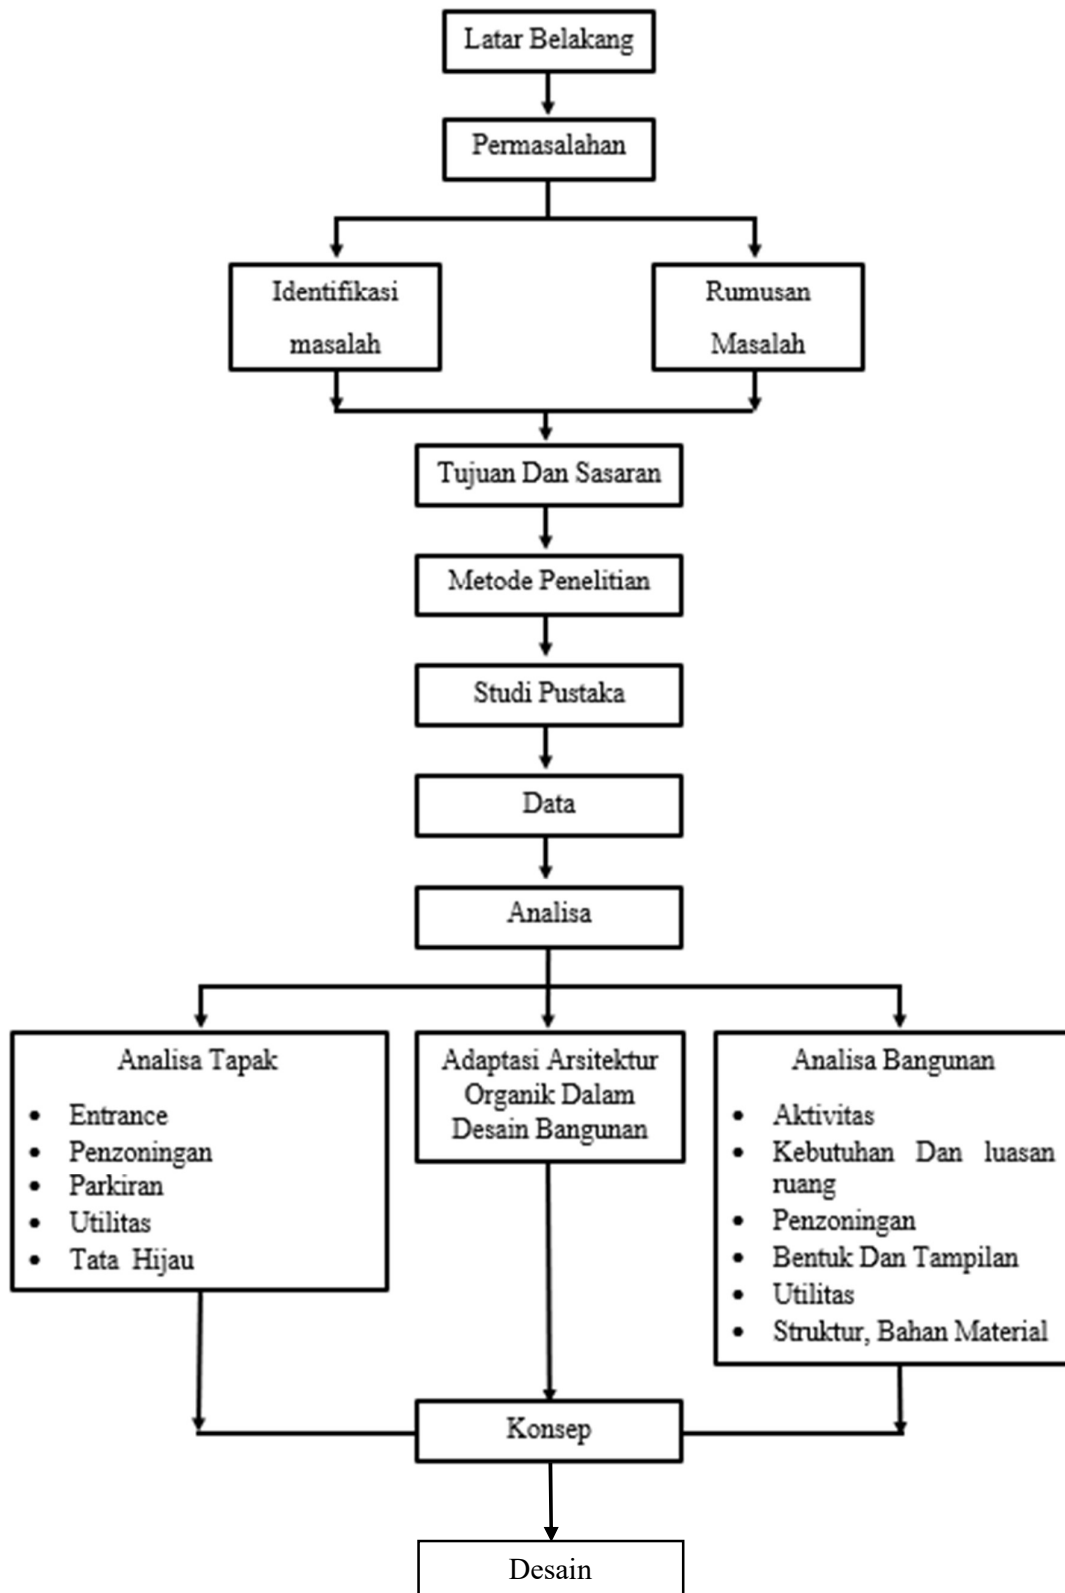 Latar Belakang
Permasalahan
Identifikasi
masalah
Rumusan
Masalah
Tujuan Dan Sasaran
Metode Penelitian
Studi Pustaka
Data
Analisa
Analisa Tapak
• Entrance
• Penzoningan
• Parkiran
• Utilitas
• Tata Hijau
Adaptasi Arsitektur
Organik Dalam
Desain Bangunan
Analisa Bangunan
• Aktivitas
• Kebutuhan Dan luasan
ruang
• Penzoningan
• Bentuk Dan Tampilan
• Utilitas
• Struktur, Bahan Material
Konsep
Desain